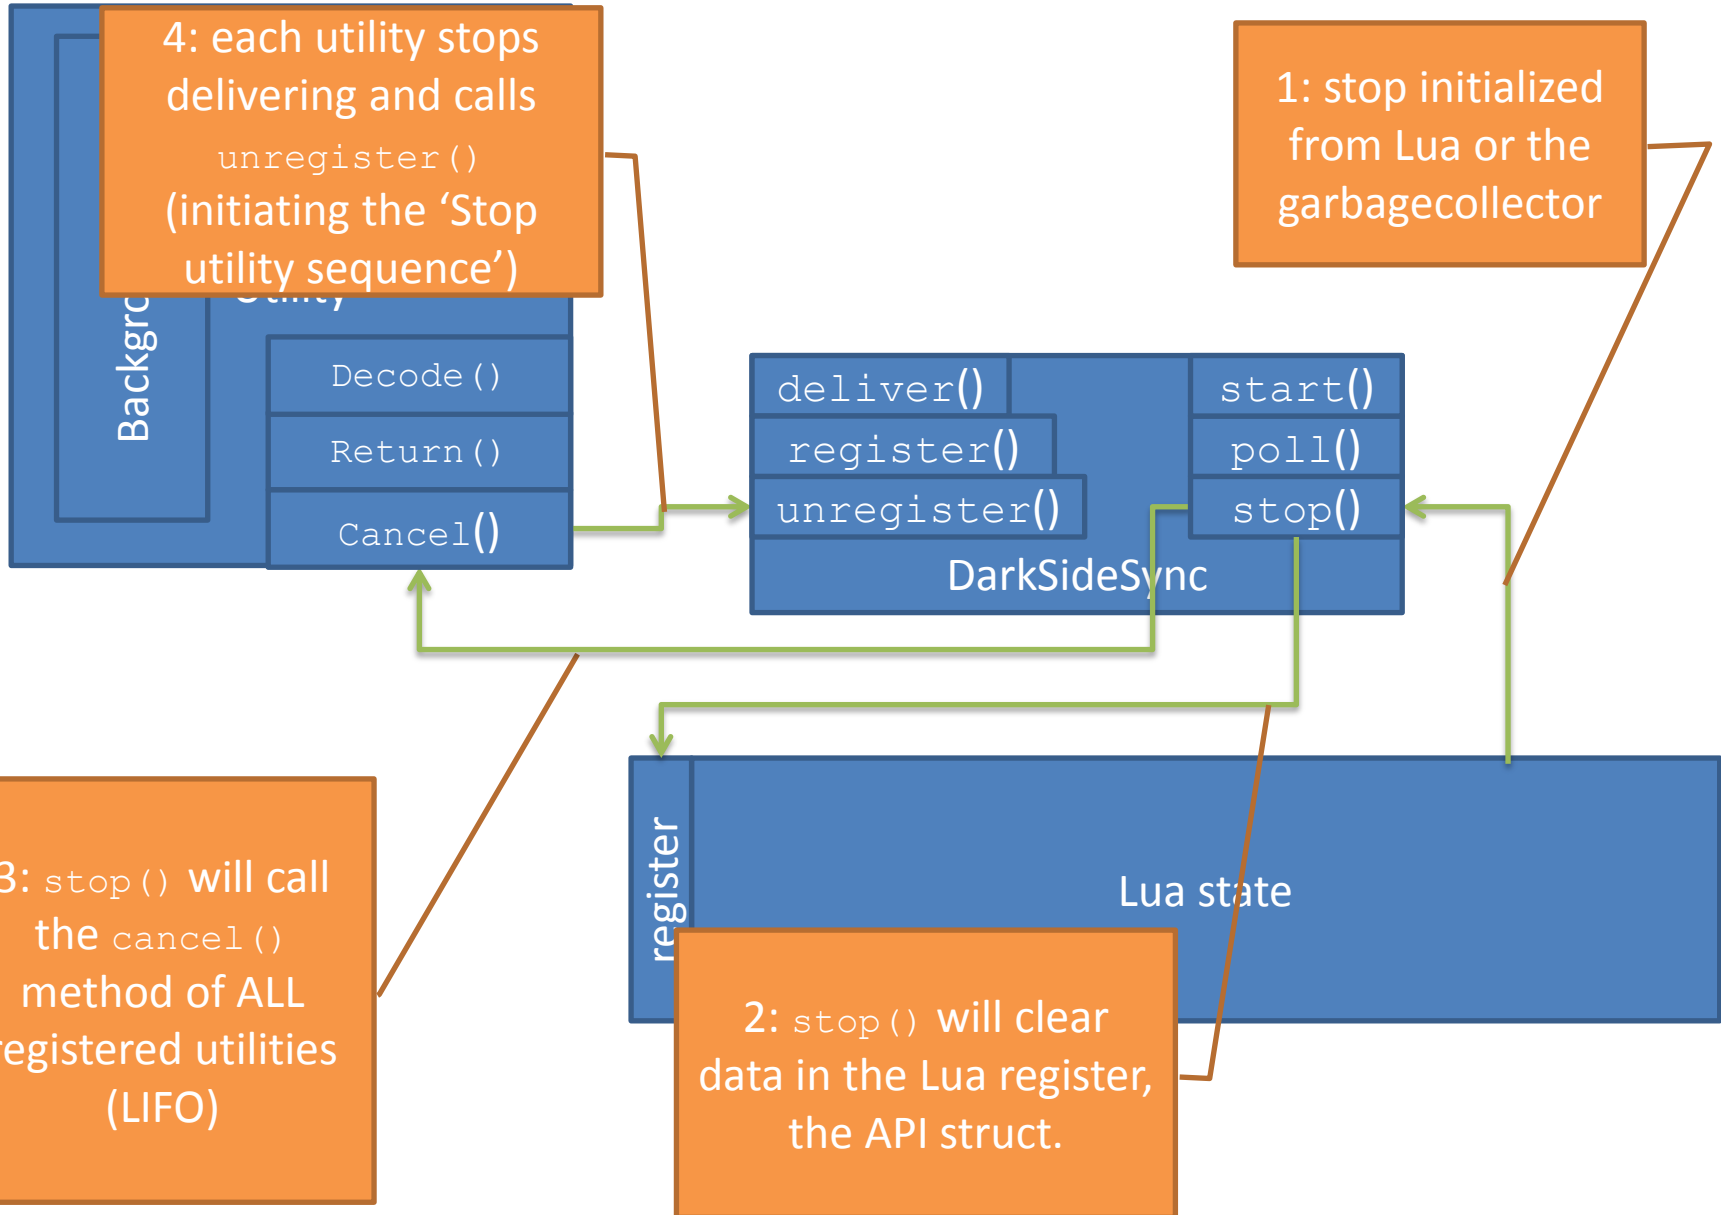 4: each utility stops
delivering and calls
unregister()
(initiating the ‘Stop
utility sequence’)
1: stop initialized
from Lua or the
garbagecollector
Utility
Decode()
Return()
Cancel()
deliver()
register()
unregister()
start()
poll()
stop()
DarkSideSync
3: stop() will call
the cancel()
method of ALL
registered utilities
(LIFO)
register
Lua state
2: stop() will clear
data in the Lua register,
the API struct.